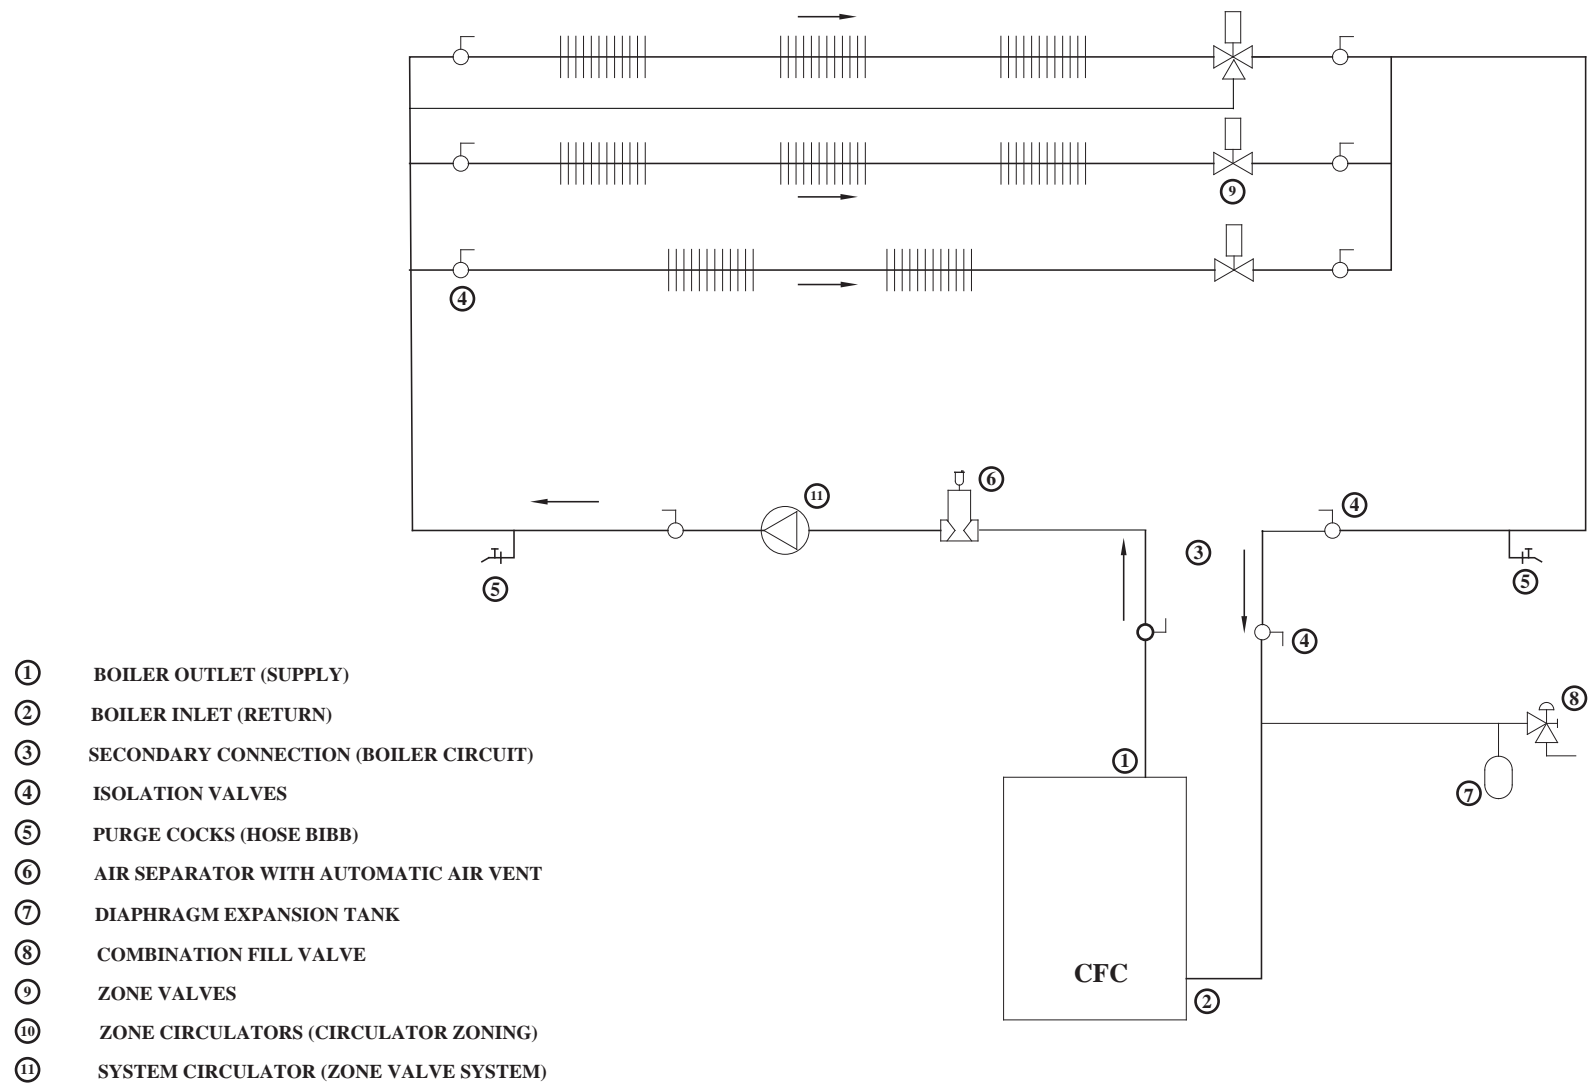 9
4
6
11
4
3
5
5
4
8
1
7
2
CFC
1 BOILER OUTLET (SUPPLY)
2 BOILER INLET (RETURN)
3 SECONDARY CONNECTION (BOILER CIRCUIT)
4 ISOLATION VALVES
5 PURGE COCKS (HOSE BIBB)
6 AIR SEPARATOR WITH AUTOMATIC AIR VENT
7 DIAPHRAGM EXPANSION TANK
8 COMBINATION FILL VALVE
9 ZONE VALVES
10 ZONE CIRCULATORS (CIRCULATOR ZONING)
11 SYSTEM CIRCULATOR (ZONE VALVE SYSTEM)